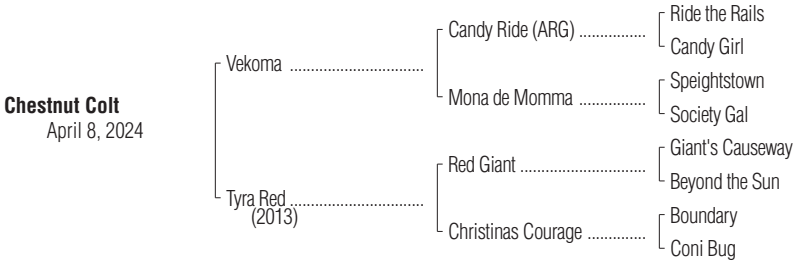 Chestnut Colt
April 8, 2024
Vekoma ................................
Tyra Red ................................
(2013)
Candy Ride (ARG) ................
Mona de Momma ................
Red Giant ..............................
Christinas Courage ..............
Ride the Rails
Candy Girl
Speightstown
Society Gal
Giant's Causeway
Beyond the Sun
Boundary
Coni Bug